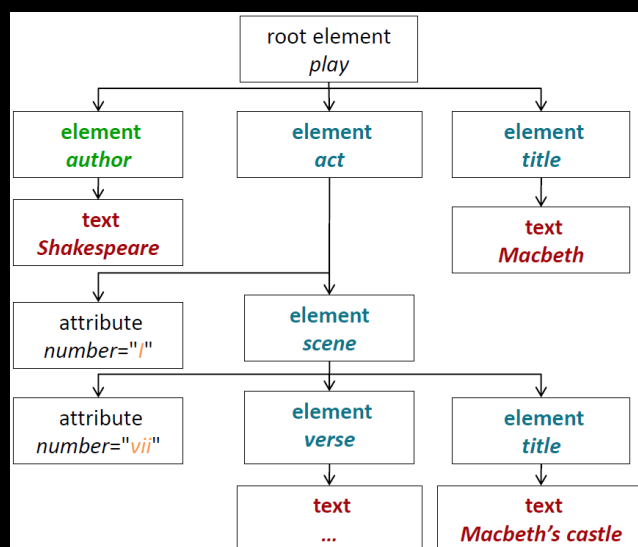 root element
play
element
author
element
act
element
title
text
Shakespeare
text
Macbeth
attribute
number="I"
element
scene
attribute
number="vii"
element
verse
element
title
text
...
text
Macbeth’s castle